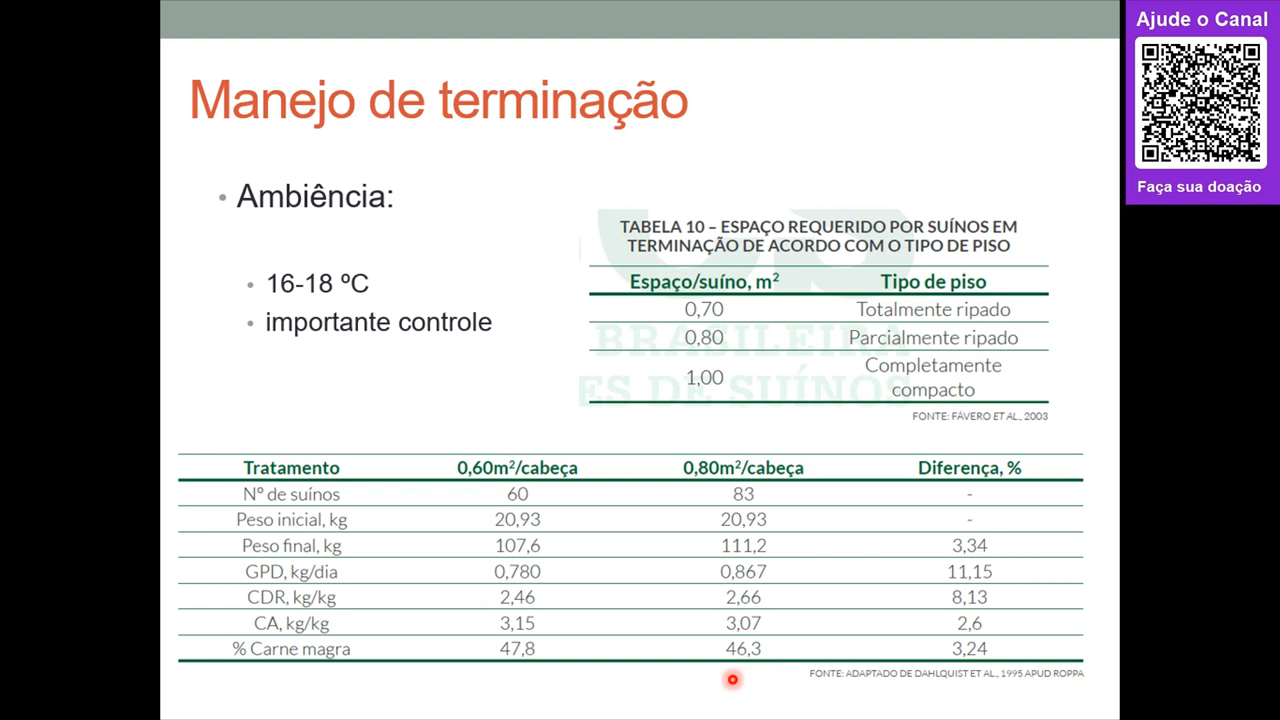 Manejo de terminação
• Ambiência:
• 16-18 ºC
• importante controle
TABELA 10 – ESPAÇO REQUERIDO POR SUÍNOS EM
TERMINAÇÃO DE ACORDO COM O TIPO DE PISO
Espaço/suíno, m² Tipo de piso
0,70 Totalmente ripado
0,80 Parcialmente ripado
1,00 Completamente
compacto
FONTE: FÁVERO ET AL., 2003
BRASILEIRA
ES DE SUÍNOS
Tratamento 0,60m²/cabeça 0,80m²/cabeça Diferença, %
Nº de suínos 60 83 -
Peso inicial, kg 20,93 20,93 -
Peso final, kg 107,6 111,2 3,34
GPD, kg/dia 0,780 0,867 11,15
CDR, kg/kg 2,46 2,66 8,13
CA, kg/kg 3,15 3,07 2,6
% Carne magra 47,8 46,3 3,24
FONTE: ADAPTADO DE DAHLQUIST ET AL., 1995 APUD ROPPA
Ajude o Canal
Faça sua doação